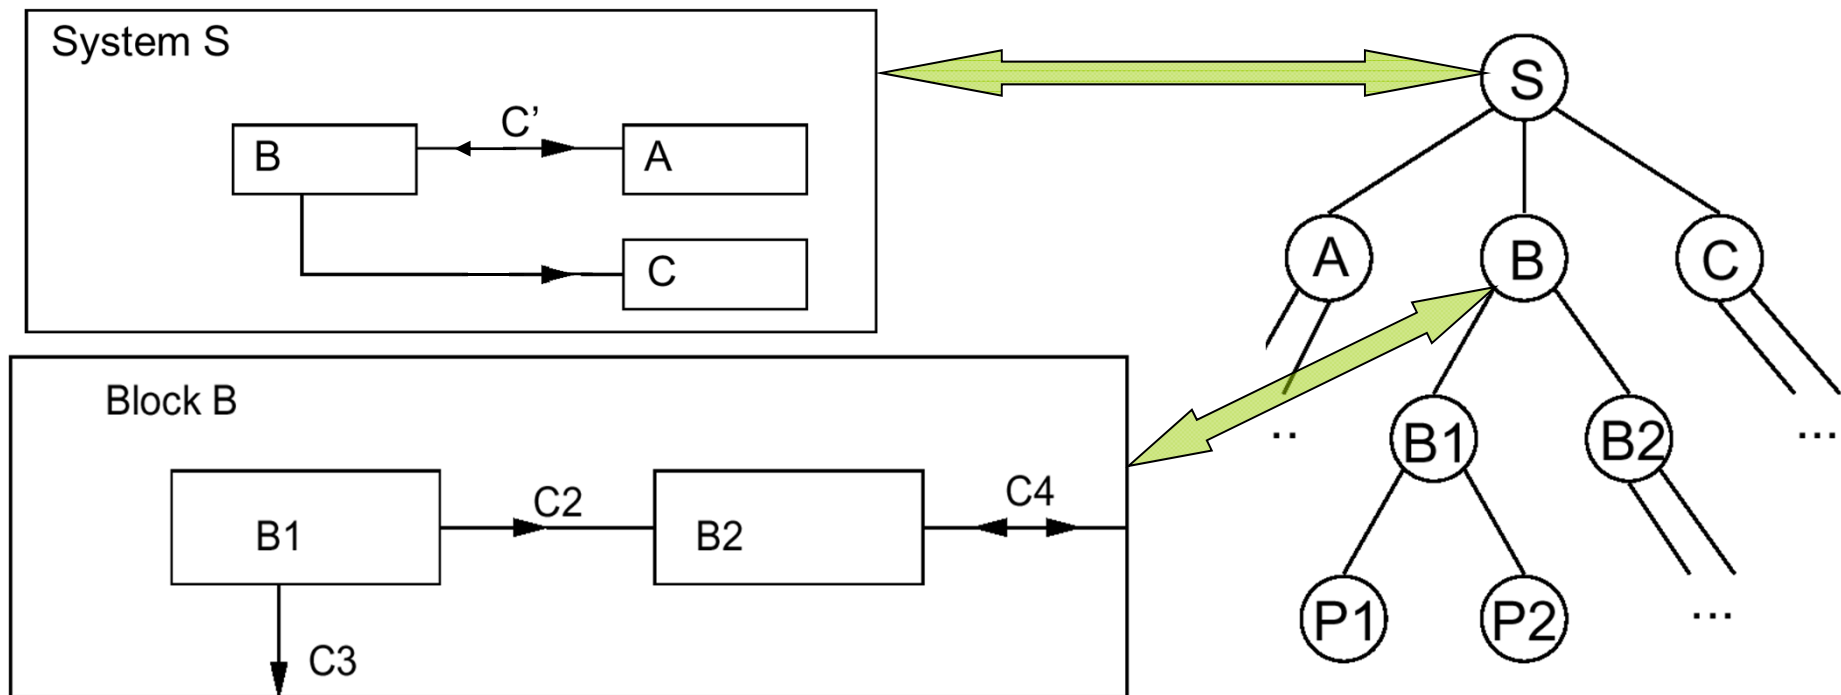 System S
C’
B
A
C
Block B
B1
C2
B2
C4
C3
S
A
B
C
..
B1
B2
...
P1
P2
...